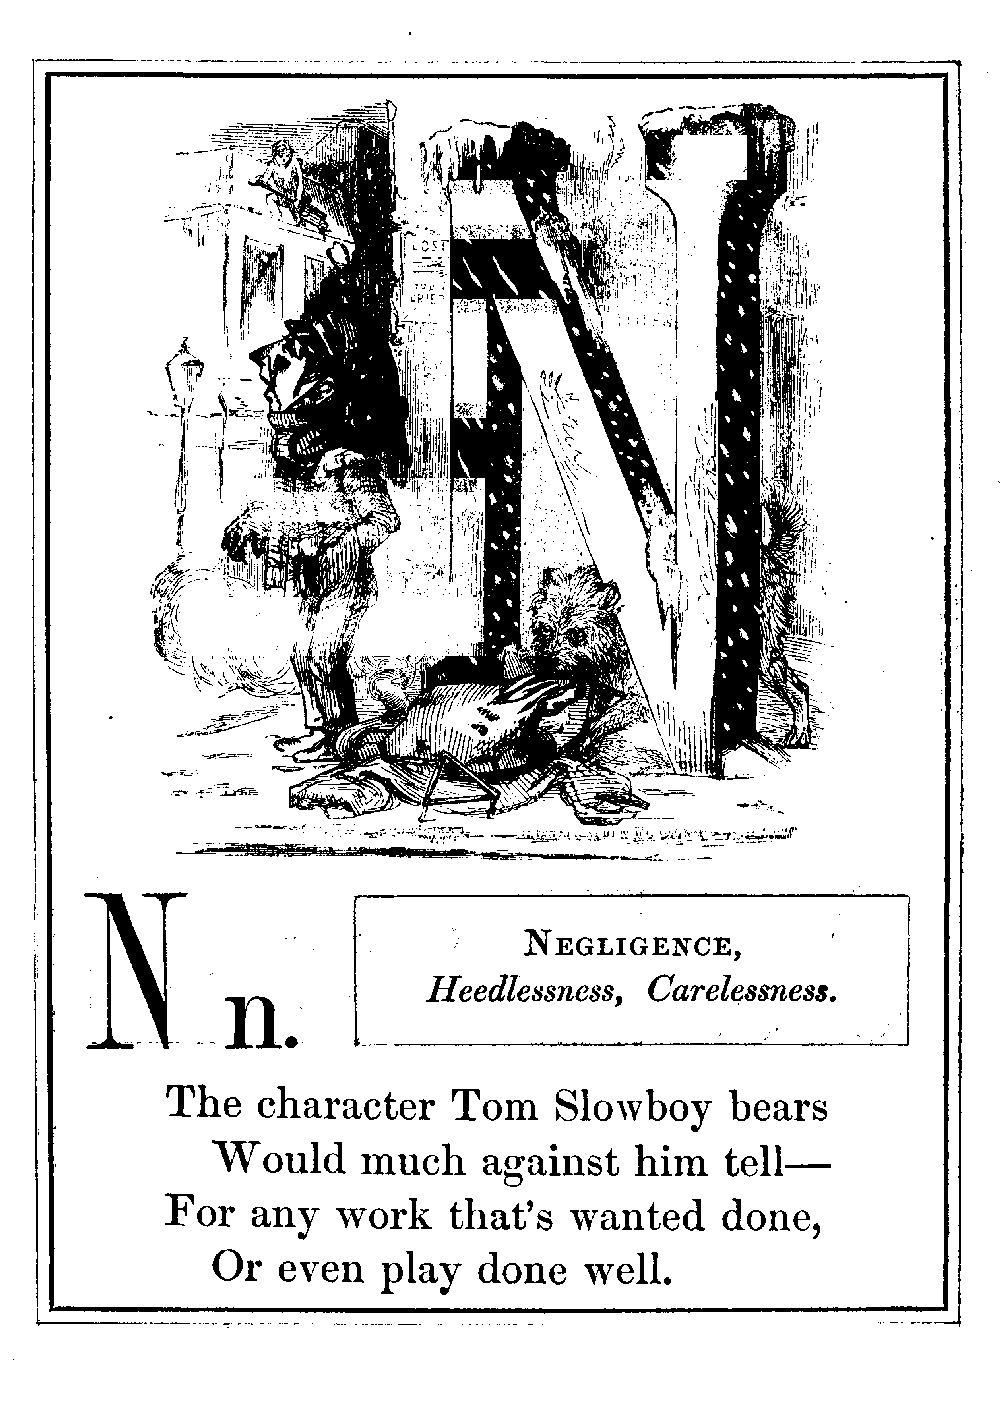 LOST
N n.
NEGLIGENCE,
Heedlessness, Carelessness.
The character Tom Slowboy bears
Would much against him tell—
For any work that's wanted done,
Or even play done well.